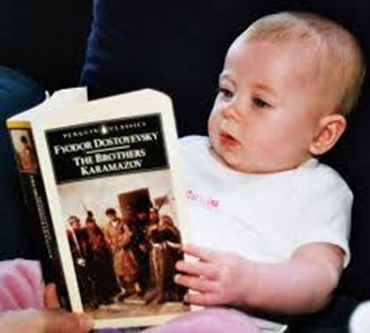 PENGUIN CLASSICS
FYODOR DOSTOYEVSKY
THE BROTHERS
KARAMAZOV